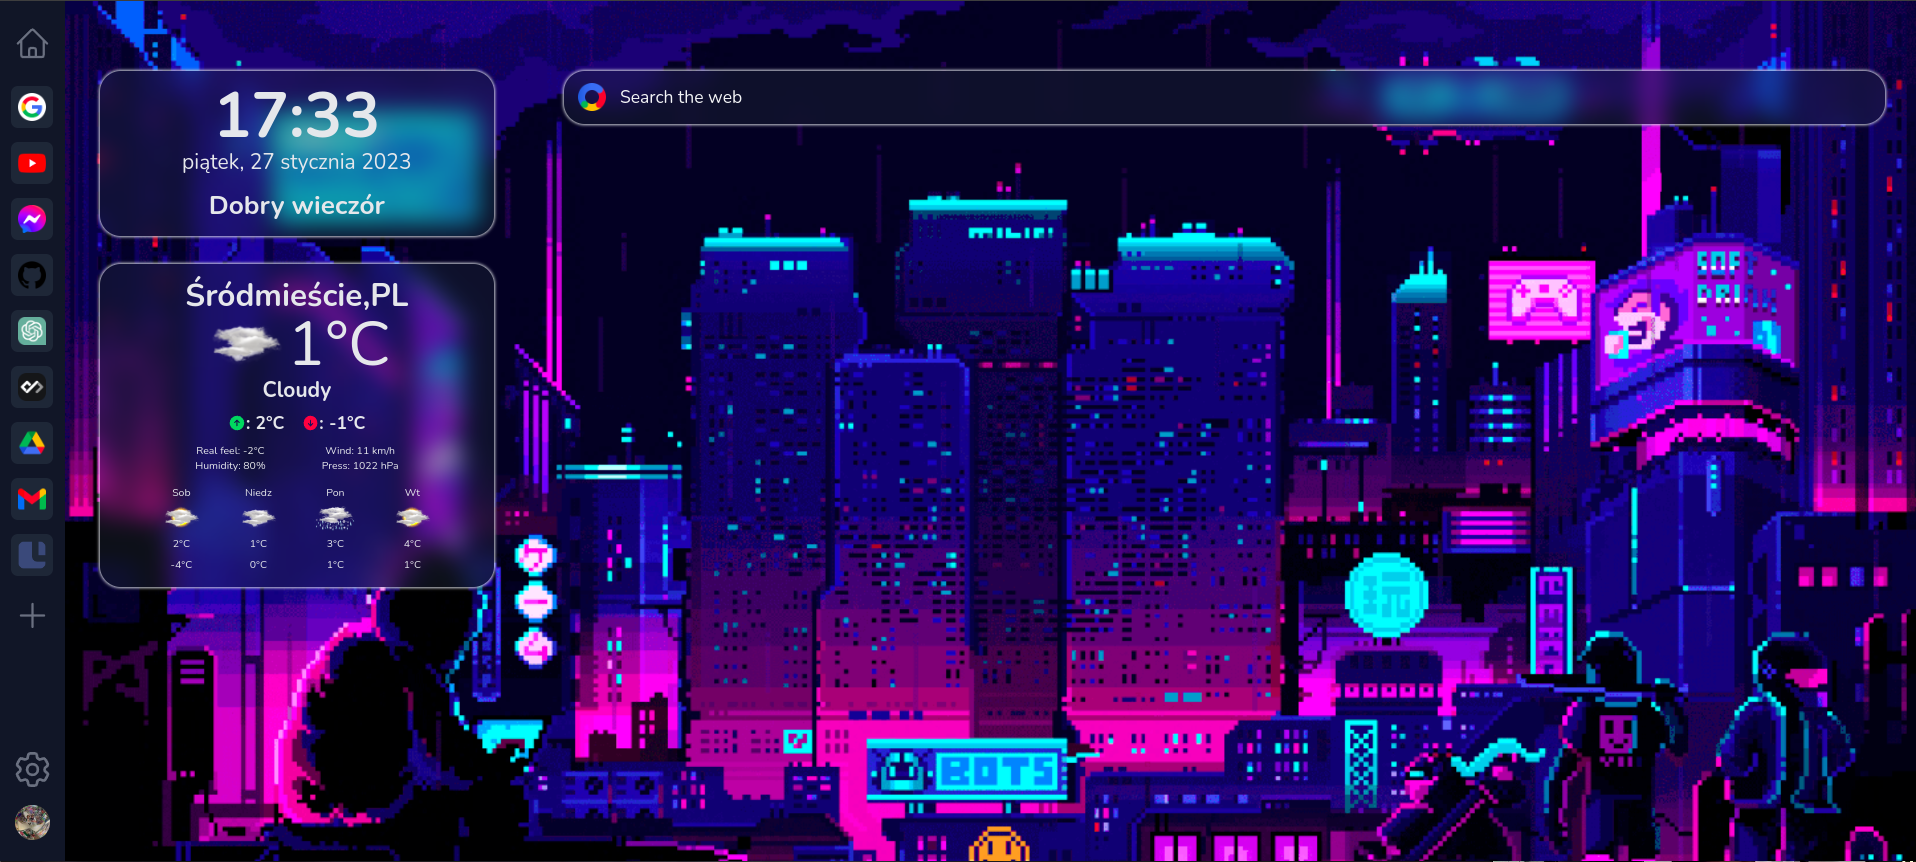 17:33
piątek, 27 stycznia 2023
Dobry wieczór
Search the web
Śródmieście,PL
1°C
Cloudy
: 2°C : -1°C
Real feel: -2°C Wind: 11 km/h
Humidity: 80% Press: 1022 hPa
Sob Niedz Pon Wt
2°C 1°C 3°C 4°C
-4°C 0°C 1°C 1°C
玩
BOTS